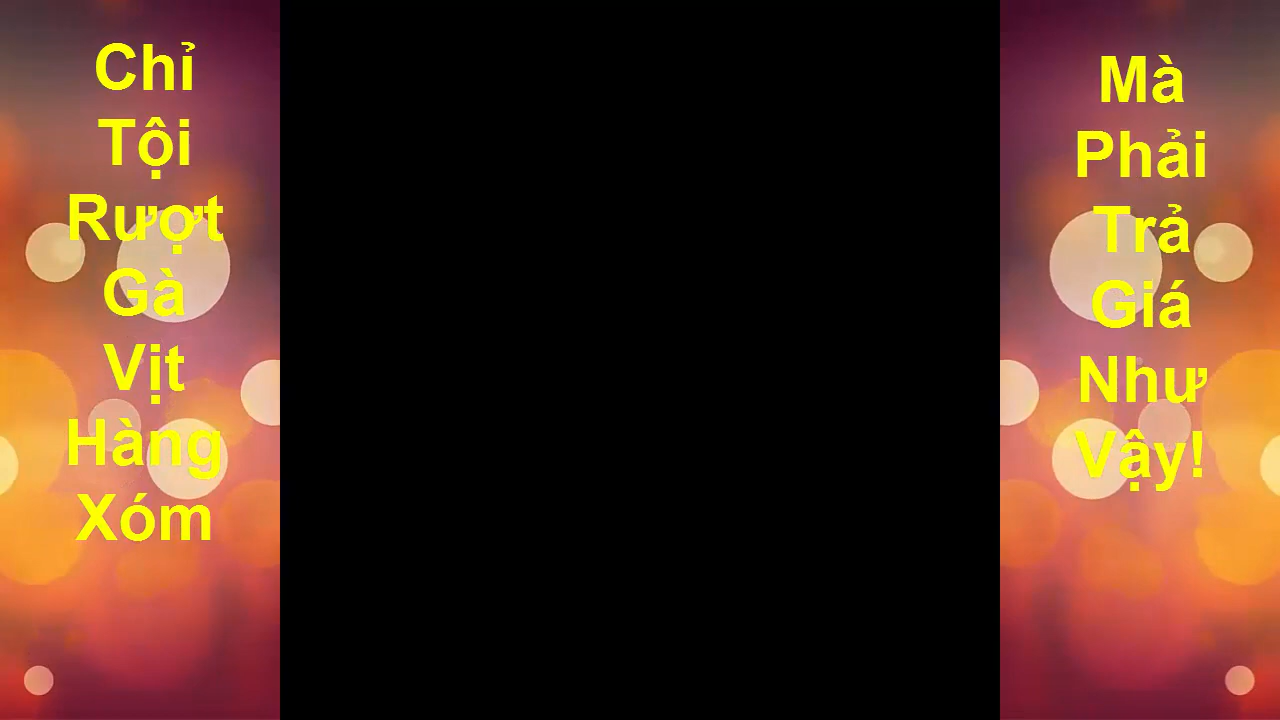 Chỉ
Tội
Rượt
Gà
Vịt
Hàng
Xóm
Mà
Phải
Trả
Giá
Như
Vậy!